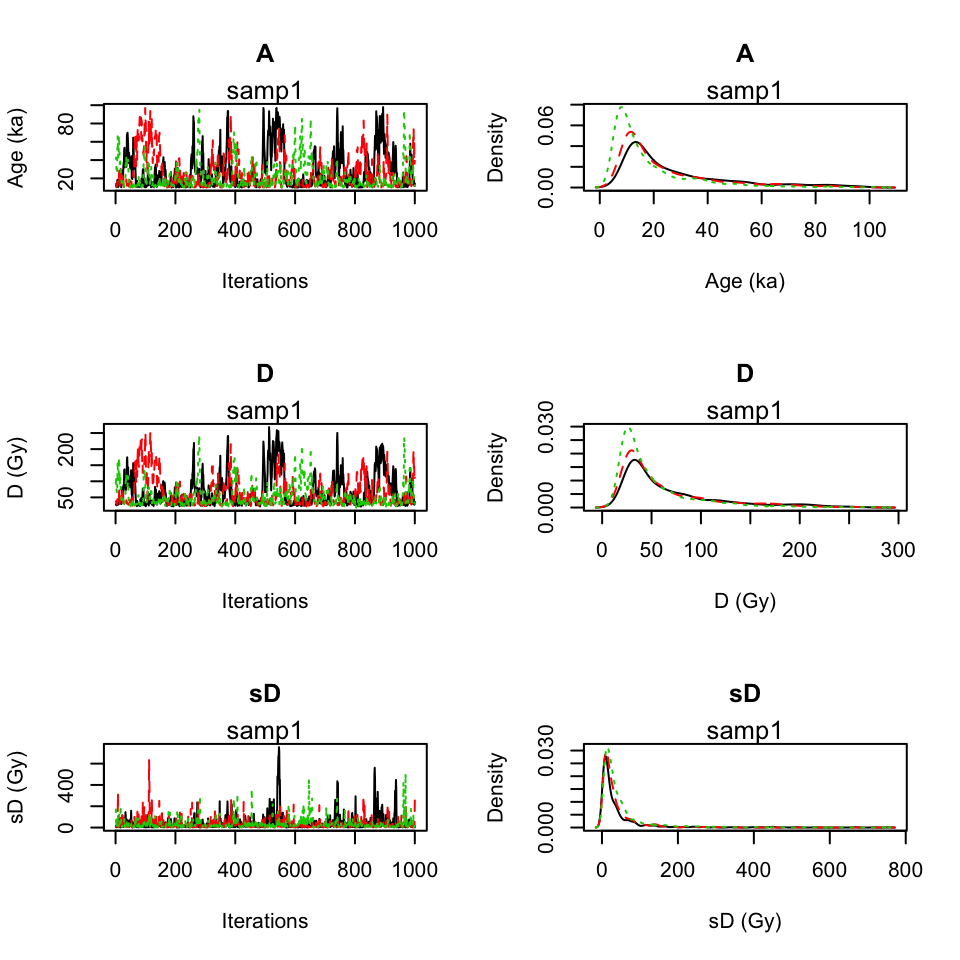 A
samp1
Age (ka)
80
20
0 200 400 600 800 1000
Iterations
A
samp1
Density
0.06
0.00
0 20 40 60 80 100
Age (ka)
D
samp1
D (Gy)
200
50
0 200 400 600 800 1000
Iterations
D
samp1
Density
0.030
0.000
0 50 100 200 300
D (Gy)
sD
samp1
sD (Gy)
400
0
0 200 400 600 800 1000
Iterations
sD
samp1
Density
0.030
0.000
0 200 400 600 800
sD (Gy)